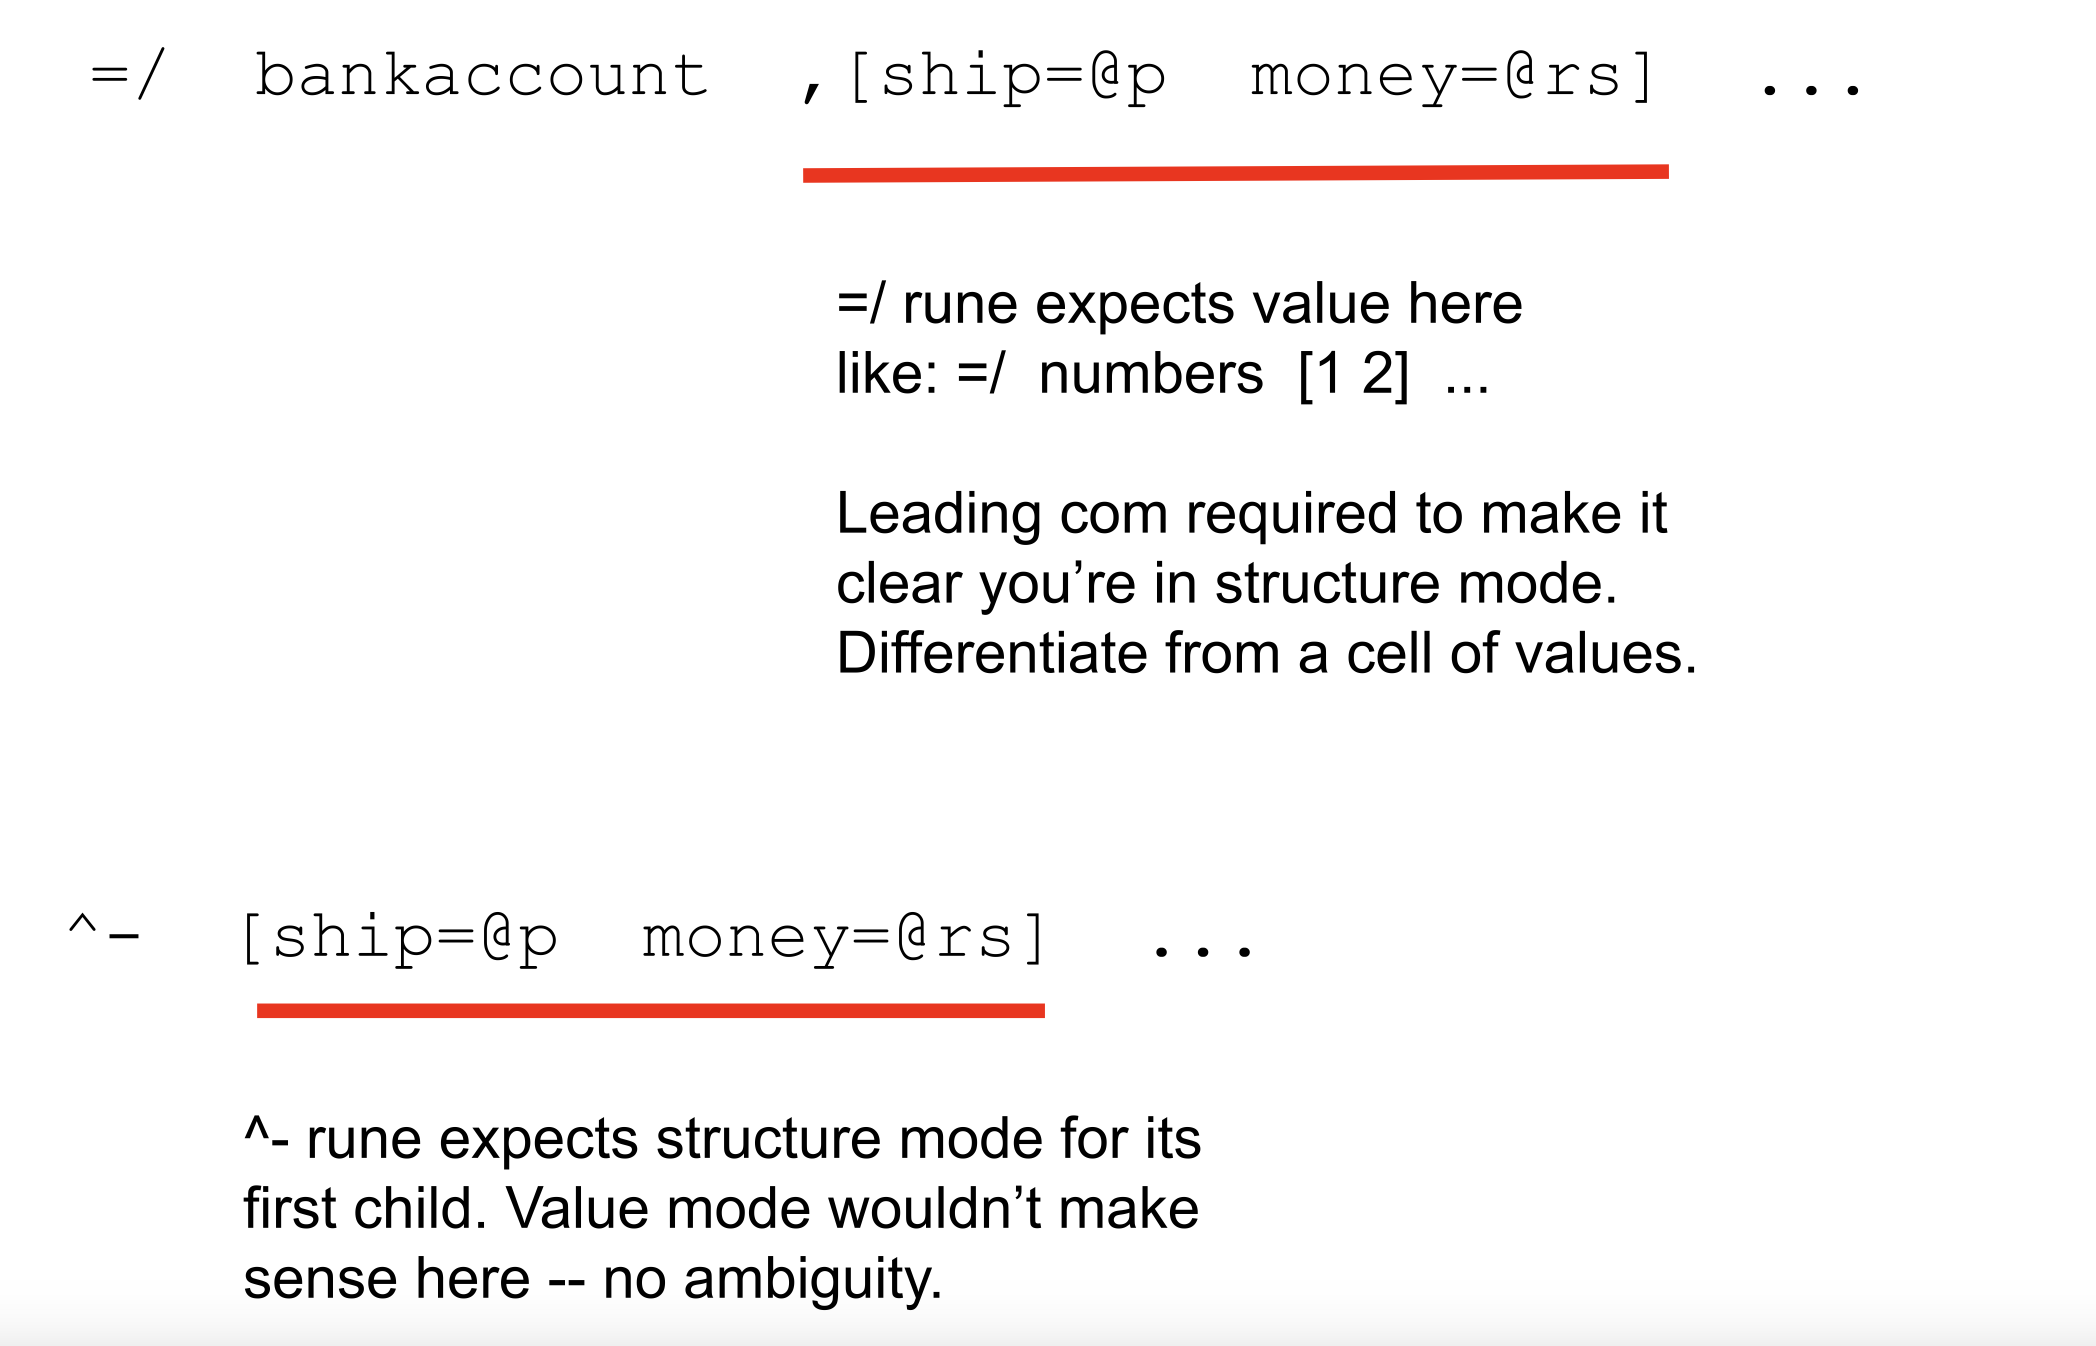 =/  bankaccount  ,[ship=@p  money=@rs]  ...
=/ rune expects value here
like: =/  numbers  [1 2]  ...
Leading com required to make it
clear you’re in structure mode.
Differentiate from a cell of values.
^-  [ship=@p  money=@rs]  ...
^- rune expects structure mode for its
first child. Value mode wouldn’t make
sense here -- no ambiguity.